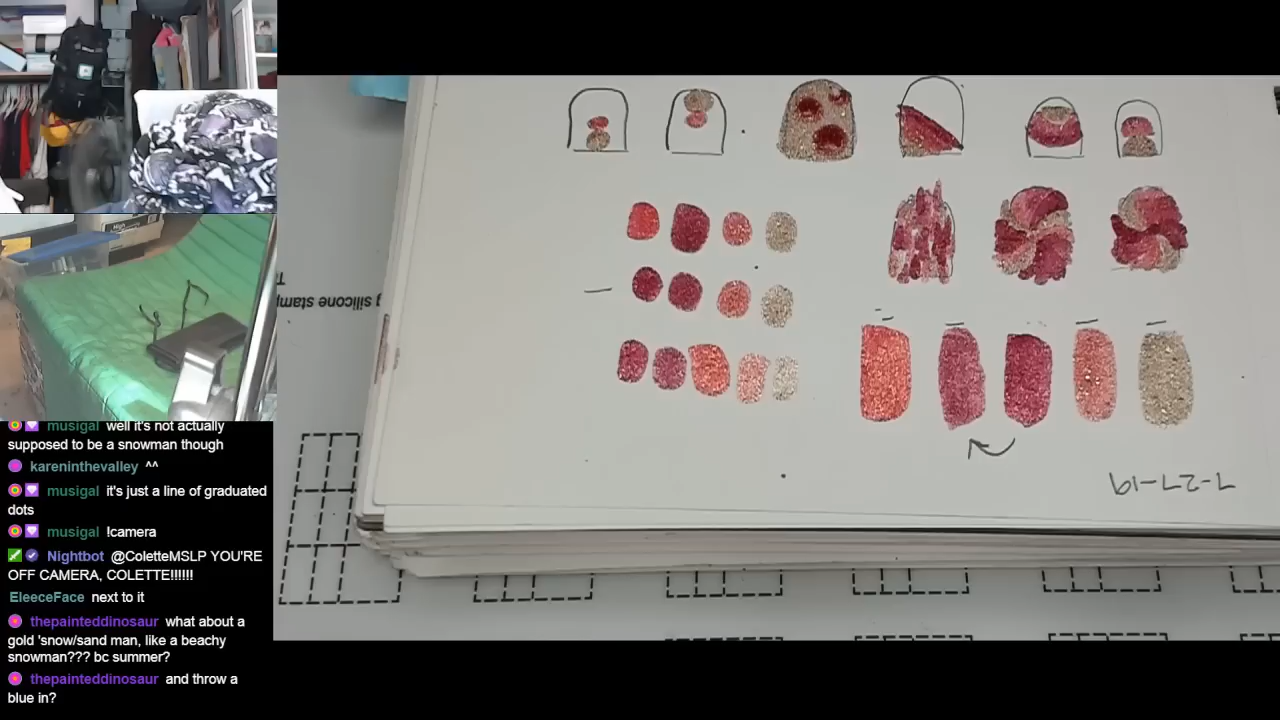 g silicone stamp
musigal well it's not actually
supposed to be a snowman though
kareninthevalley ^^
musigal it's just a line of graduated
dots
musigal !camera
Nightbot @ColetteMSLP YOU'RE
OFF CAMERA, COLETTE!!!!!!
EleeceFace next to it
thepainteddinosaur what about a
gold 'snow/sand man, like a beachy
snowman??? bc summer?
thepainteddinosaur and throw a
blue in?
7-27-19